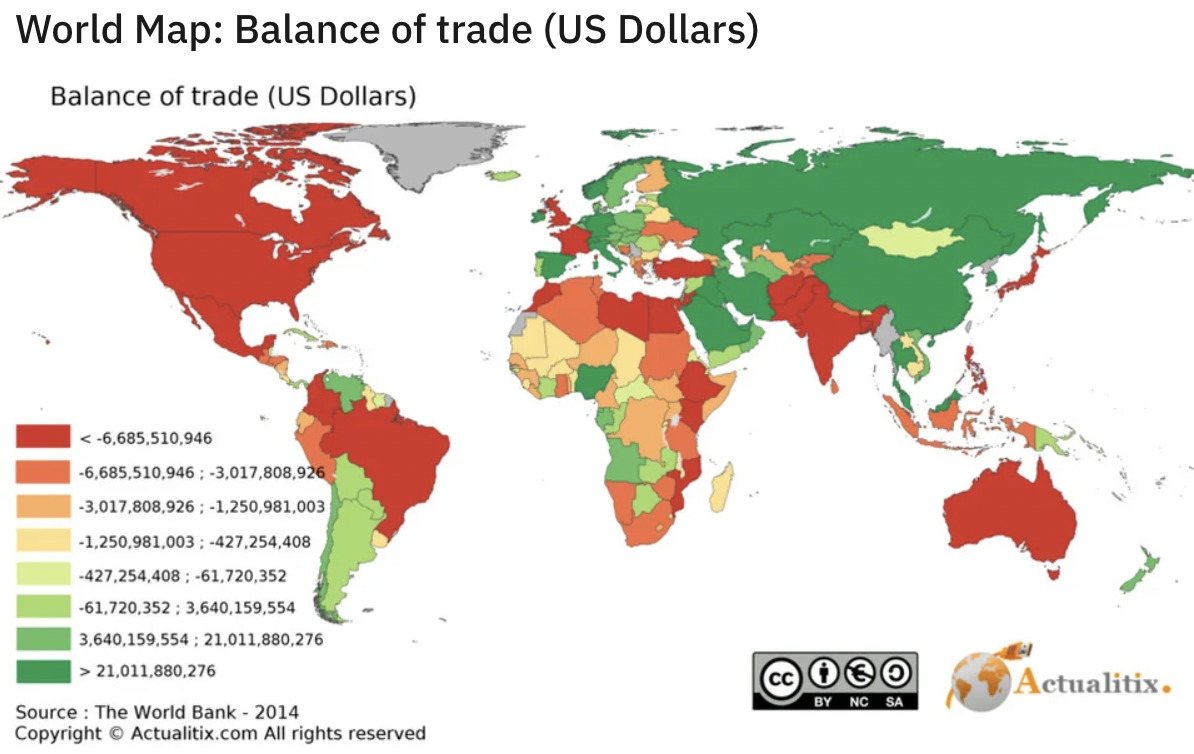 World Map: Balance of trade (US Dollars)
Balance of trade (US Dollars)
< -6,685,510,946
-6,685,510,946 ; -3,017,808,926
-3,017,808,926 ; -1,250,981,003
-1,250,981,003 ; -427,254,408
-427,254,408 ; -61,720,352
-61,720,352 ; 3,640,159,554
3,640,159,554 ; 21,011,880,276
> 21,011,880,276
Source : The World Bank - 2014
Copyright © Actualitix.com All rights reserved
cc
BY NC SA
Actualitix.